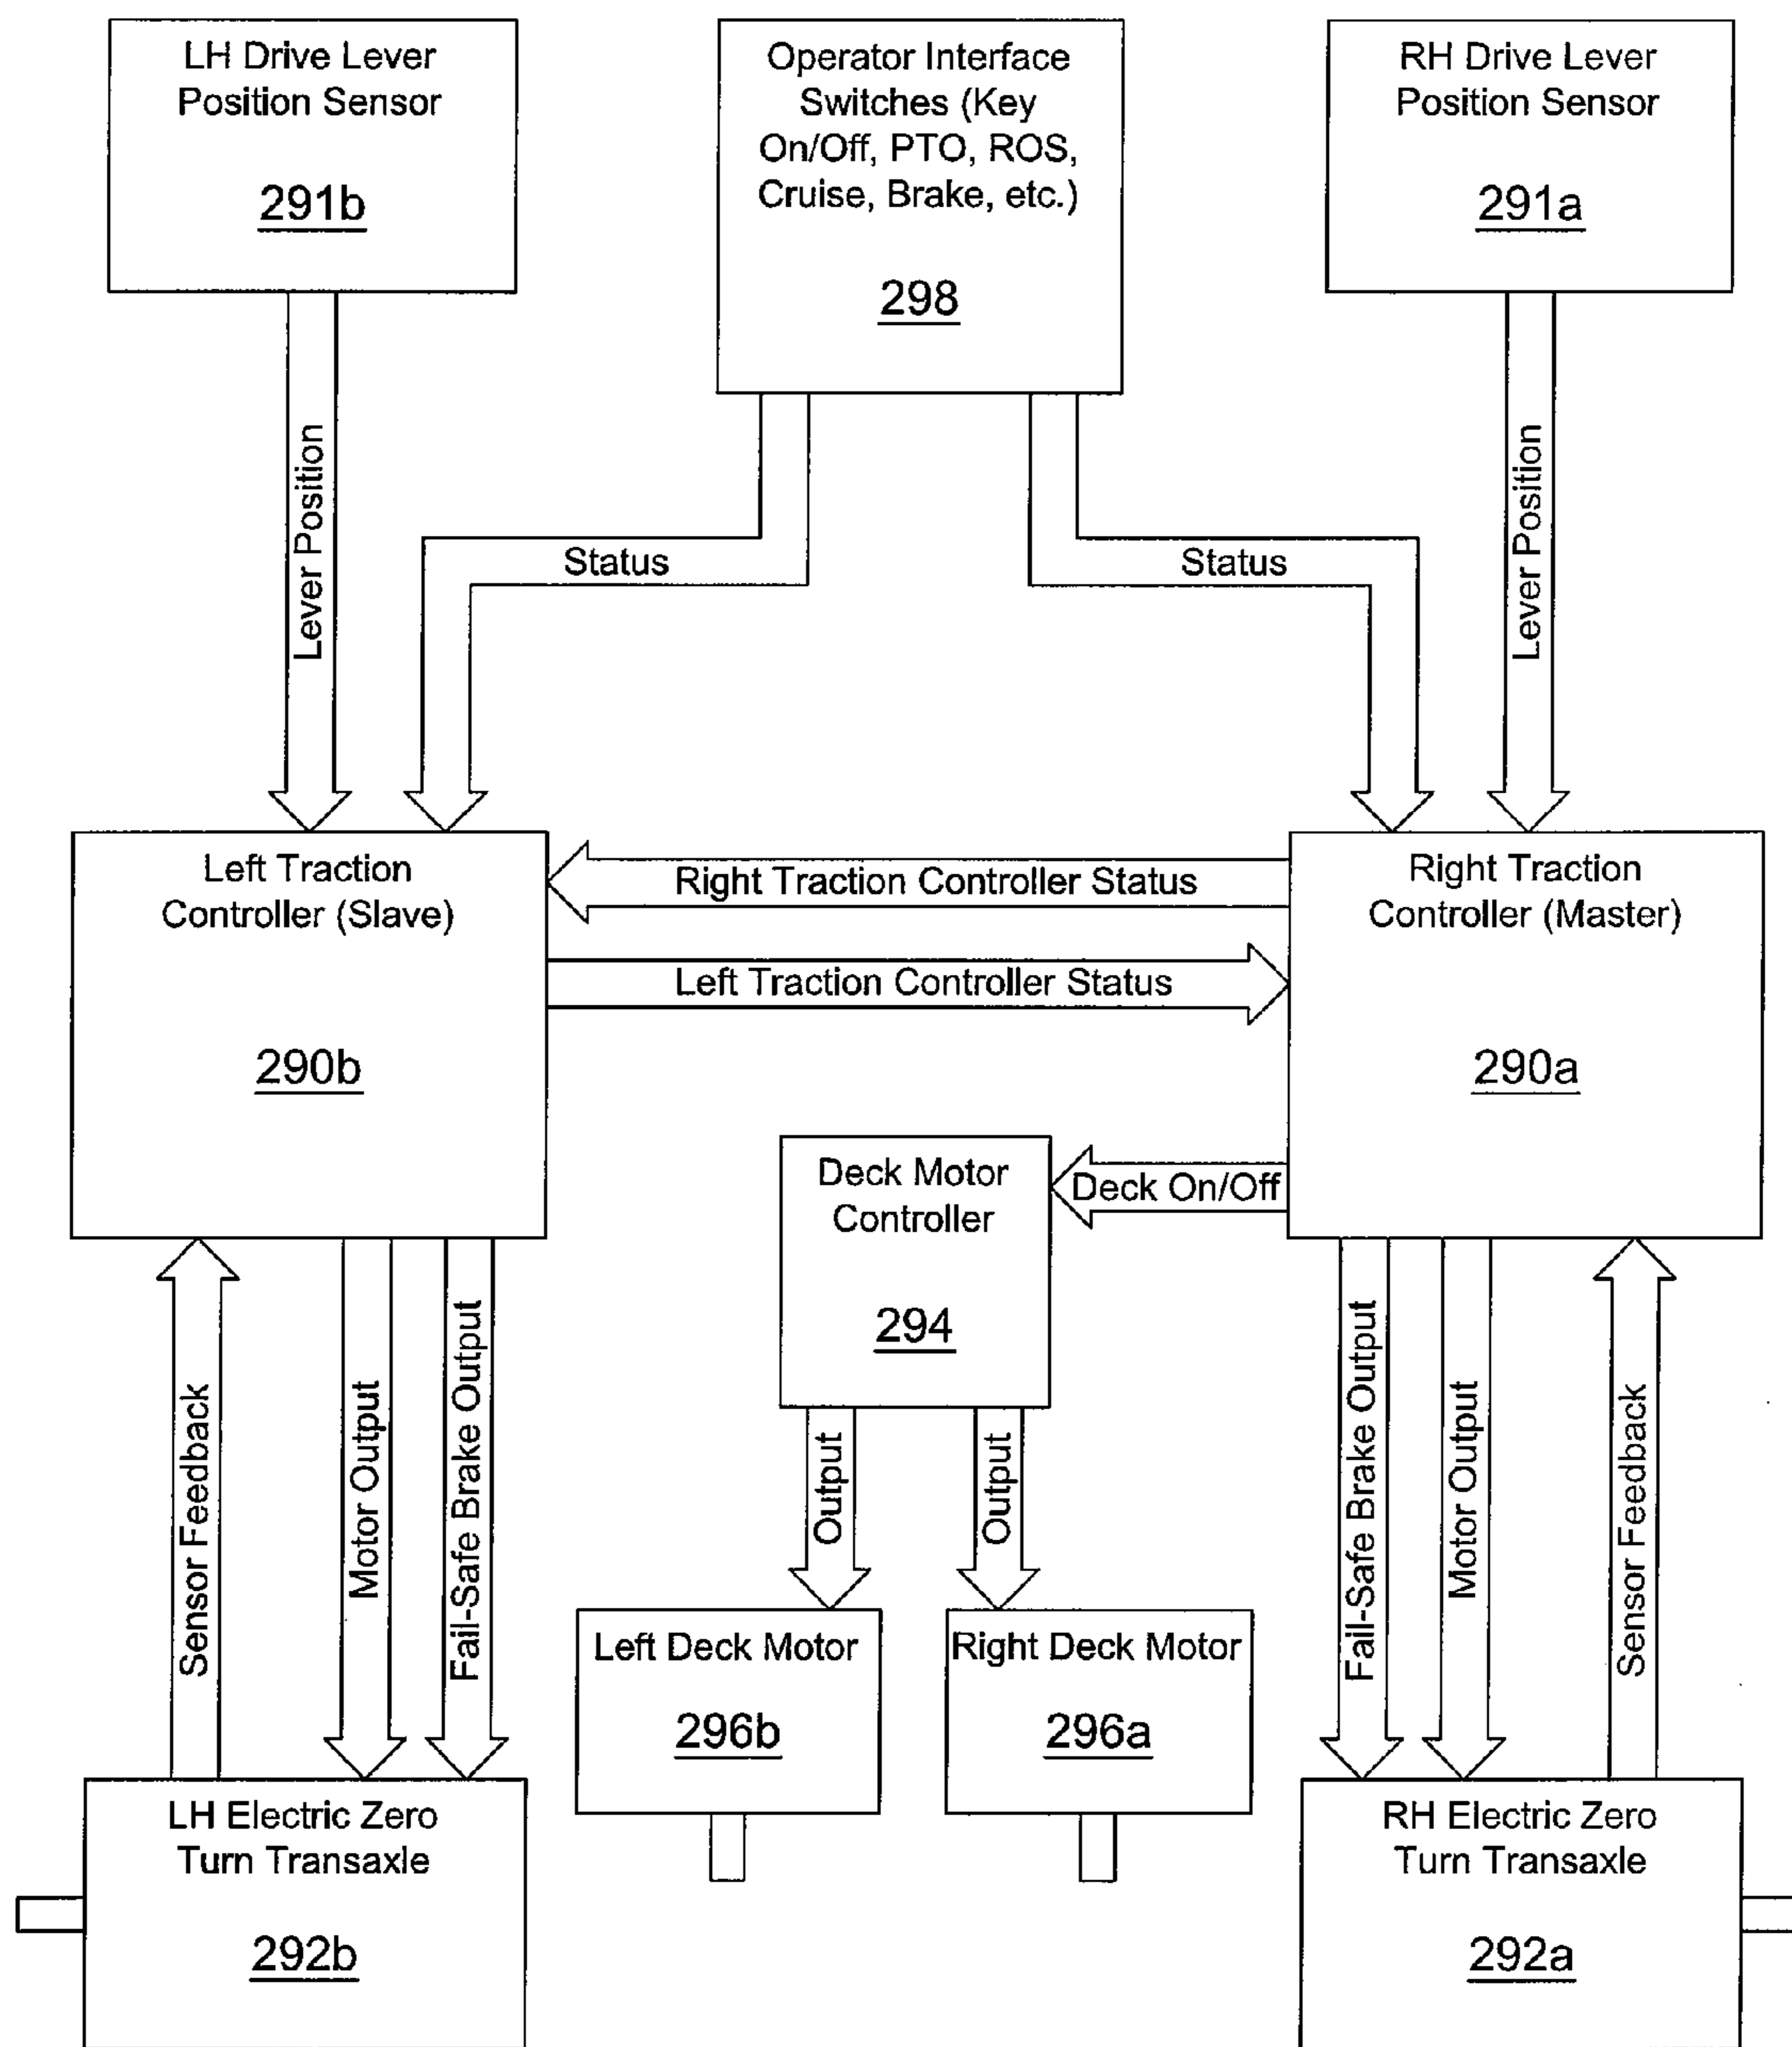 LH Drive Lever
Position Sensor
291b
Operator Interface
Switches (Key
On/Off, PTO, ROS,
Cruise, Brake, etc.)
298
RH Drive Lever
Position Sensor
291a
Lever Position
Status
Status
Lever Position
Left Traction
Controller (Slave)
290b
Right Traction Controller Status
Left Traction Controller Status
Right Traction
Controller (Master)
290a
Deck Motor
Controller
294
Deck On/Off
Sensor Feedback
Motor Output
Fail-Safe Brake Output
Output
Output
Fail-Safe Brake Output
Motor Output
Sensor Feedback
Left Deck Motor
296b
Right Deck Motor
296a
LH Electric Zero
Turn Transaxle
292b
RH Electric Zero
Turn Transaxle
292a